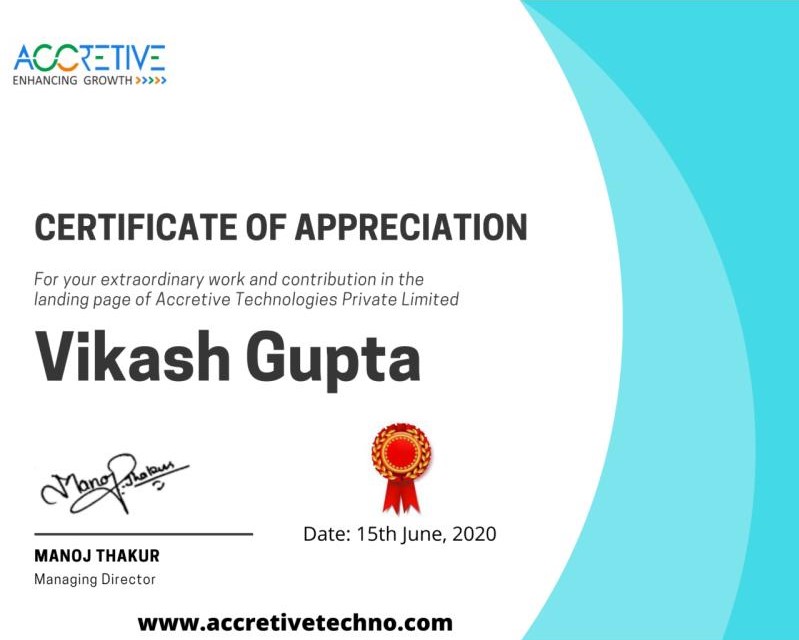 ACCRETIVE
ENHANCING GROWTH
CERTIFICATE OF APPRECIATION
For your extraordinary work and contribution in the
landing page of Accretive Technologies Private Limited
Vikash Gupta
Manoj Thakur
Date: 15th June, 2020
MANOJ THAKUR
Managing Director
www.accretivetechno.com